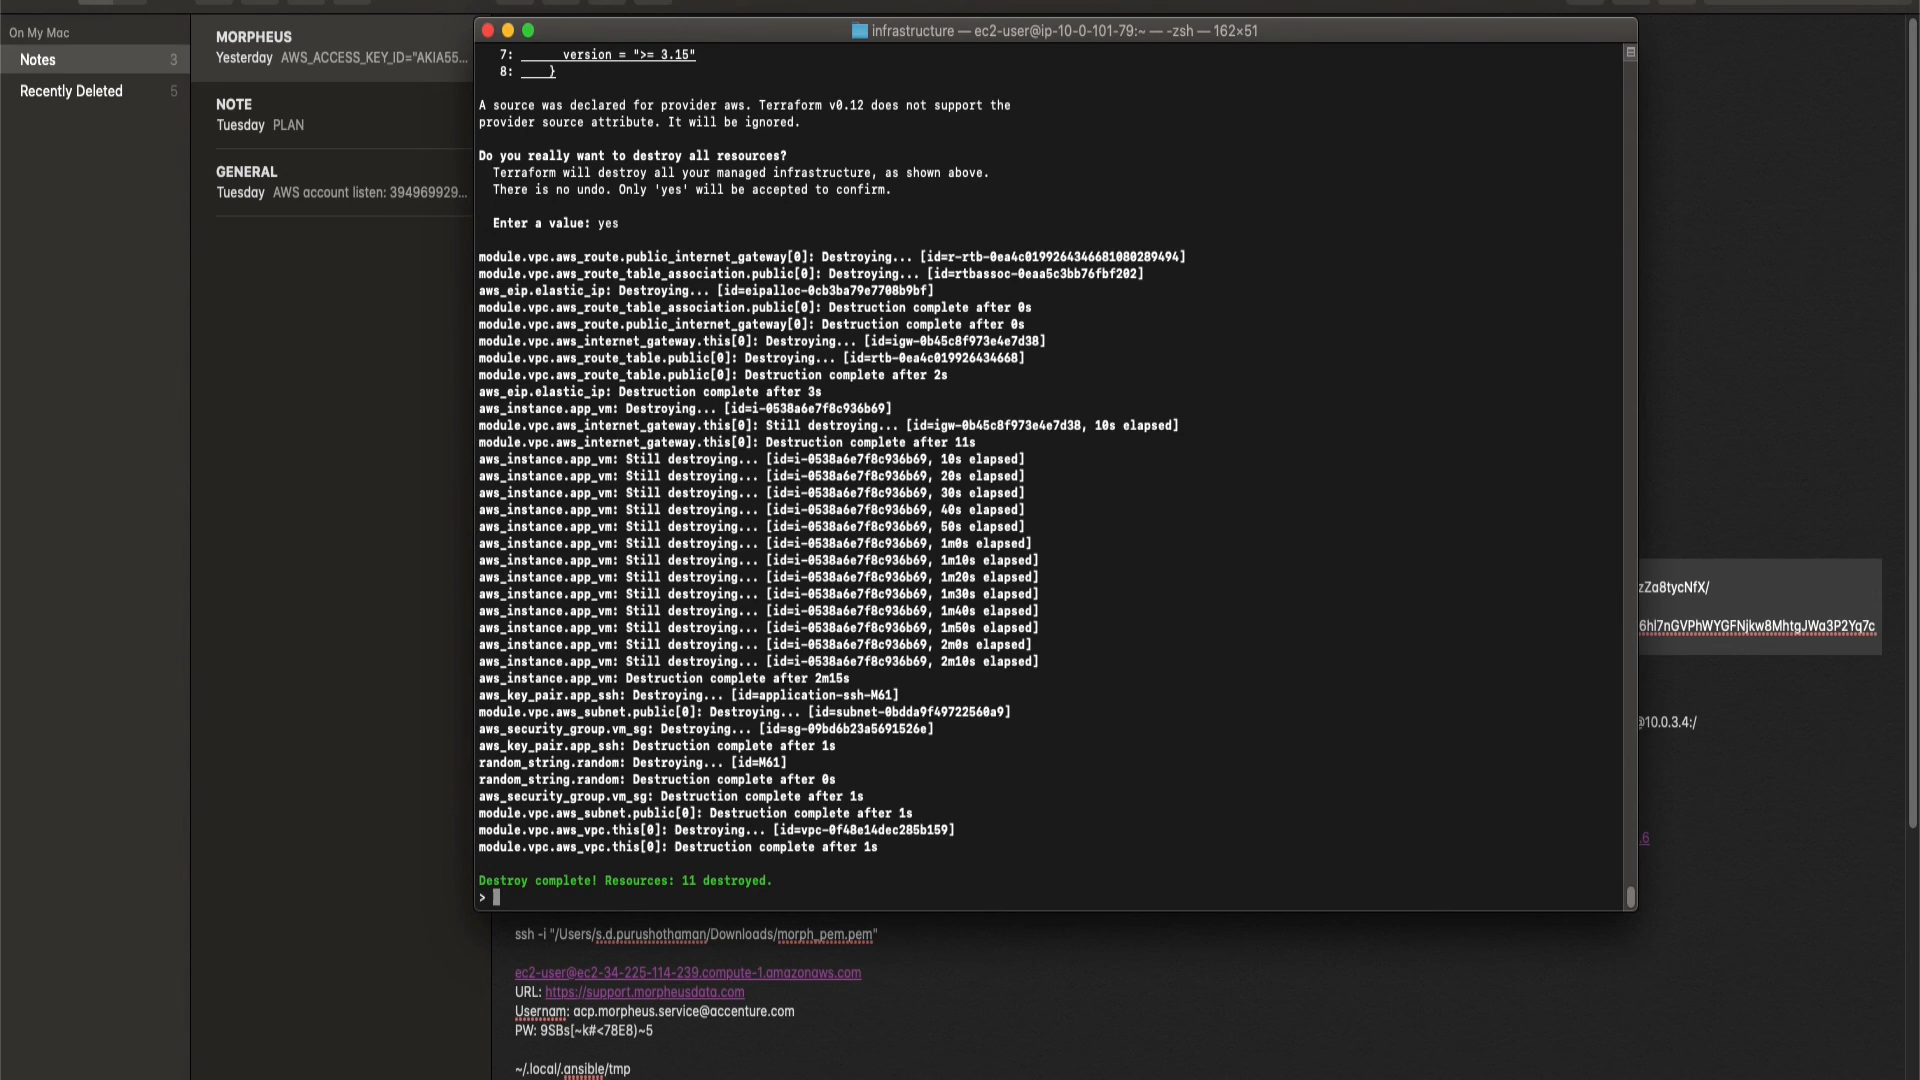 On My Mac
Notes 3
Recently Deleted 5
MORPHEUS
Yesterday AWS_ACCESS_KEY_ID="AKIA55...
NOTE
Tuesday PLAN
GENERAL
Tuesday AWS account listen: 394969929...
infrastructure — ec2-user@ip-10-0-101-79:~ — -zsh — 162×51
7:       version = ">= 3.15"
8:     }
A source was declared for provider aws. Terraform v0.12 does not support the
provider source attribute. It will be ignored.
Do you really want to destroy all resources?
Terraform will destroy all your managed infrastructure, as shown above.
There is no undo. Only 'yes' will be accepted to confirm.
Enter a value: yes
module.vpc.aws_route.public_internet_gateway[0]: Destroying... [id=r-rtb-0ea4c0199264346681080289494]
module.vpc.aws_route_table_association.public[0]: Destroying... [id=rtbassoc-0eaa5c3bb76fbf202]
aws_eip.elastic_ip: Destroying... [id=eipalloc-0cb3ba79e7708b9bf]
module.vpc.aws_route_table_association.public[0]: Destruction complete after 0s
module.vpc.aws_route.public_internet_gateway[0]: Destruction complete after 0s
module.vpc.aws_internet_gateway.this[0]: Destroying... [id=igw-0b45c8f973e4e7d38]
module.vpc.aws_route_table.public[0]: Destroying... [id=rtb-0ea4c019926434668]
module.vpc.aws_route_table.public[0]: Destruction complete after 2s
aws_eip.elastic_ip: Destruction complete after 3s
aws_instance.app_vm: Destroying... [id=i-0538a6e7f8c936b69]
module.vpc.aws_internet_gateway.this[0]: Still destroying... [id=igw-0b45c8f973e4e7d38, 10s elapsed]
module.vpc.aws_internet_gateway.this[0]: Destruction complete after 11s
aws_instance.app_vm: Still destroying... [id=i-0538a6e7f8c936b69, 10s elapsed]
aws_instance.app_vm: Still destroying... [id=i-0538a6e7f8c936b69, 20s elapsed]
aws_instance.app_vm: Still destroying... [id=i-0538a6e7f8c936b69, 30s elapsed]
aws_instance.app_vm: Still destroying... [id=i-0538a6e7f8c936b69, 40s elapsed]
aws_instance.app_vm: Still destroying... [id=i-0538a6e7f8c936b69, 50s elapsed]
aws_instance.app_vm: Still destroying... [id=i-0538a6e7f8c936b69, 1m0s elapsed]
aws_instance.app_vm: Still destroying... [id=i-0538a6e7f8c936b69, 1m10s elapsed]
aws_instance.app_vm: Still destroying... [id=i-0538a6e7f8c936b69, 1m20s elapsed]
aws_instance.app_vm: Still destroying... [id=i-0538a6e7f8c936b69, 1m30s elapsed]
aws_instance.app_vm: Still destroying... [id=i-0538a6e7f8c936b69, 1m40s elapsed]
aws_instance.app_vm: Still destroying... [id=i-0538a6e7f8c936b69, 1m50s elapsed]
aws_instance.app_vm: Still destroying... [id=i-0538a6e7f8c936b69, 2m0s elapsed]
aws_instance.app_vm: Still destroying... [id=i-0538a6e7f8c936b69, 2m10s elapsed]
aws_instance.app_vm: Destruction complete after 2m15s
aws_key_pair.app_ssh: Destroying... [id=application-ssh-M61]
module.vpc.aws_subnet.public[0]: Destroying... [id=subnet-0bdda9f49722560a9]
aws_security_group.vm_sg: Destroying... [id=sg-09bd6b23a5691526e]
aws_key_pair.app_ssh: Destruction complete after 1s
random_string.random: Destroying... [id=M61]
random_string.random: Destruction complete after 0s
aws_security_group.vm_sg: Destruction complete after 1s
module.vpc.aws_subnet.public[0]: Destruction complete after 1s
module.vpc.aws_vpc.this[0]: Destroying... [id=vpc-0f48e14dec285b159]
module.vpc.aws_vpc.this[0]: Destruction complete after 1s
Destroy complete! Resources: 11 destroyed.
>
zZa8tycNfX/
6hl7nGVPhWYGFNjkw8MhtgJWa3P2Yq7c
@10.0.3.4:/
.6
ssh -i "/Users/s.d.purushothaman/Downloads/morph_pem.pem"
ec2-user@ec2-34-225-114-239.compute-1.amazonaws.com
URL: https://support.morpheusdata.com
Usernam: acp.morpheus.service@accenture.com
PW: 9SBs[~k#<78E8)~5
~/.local/.ansible/tmp